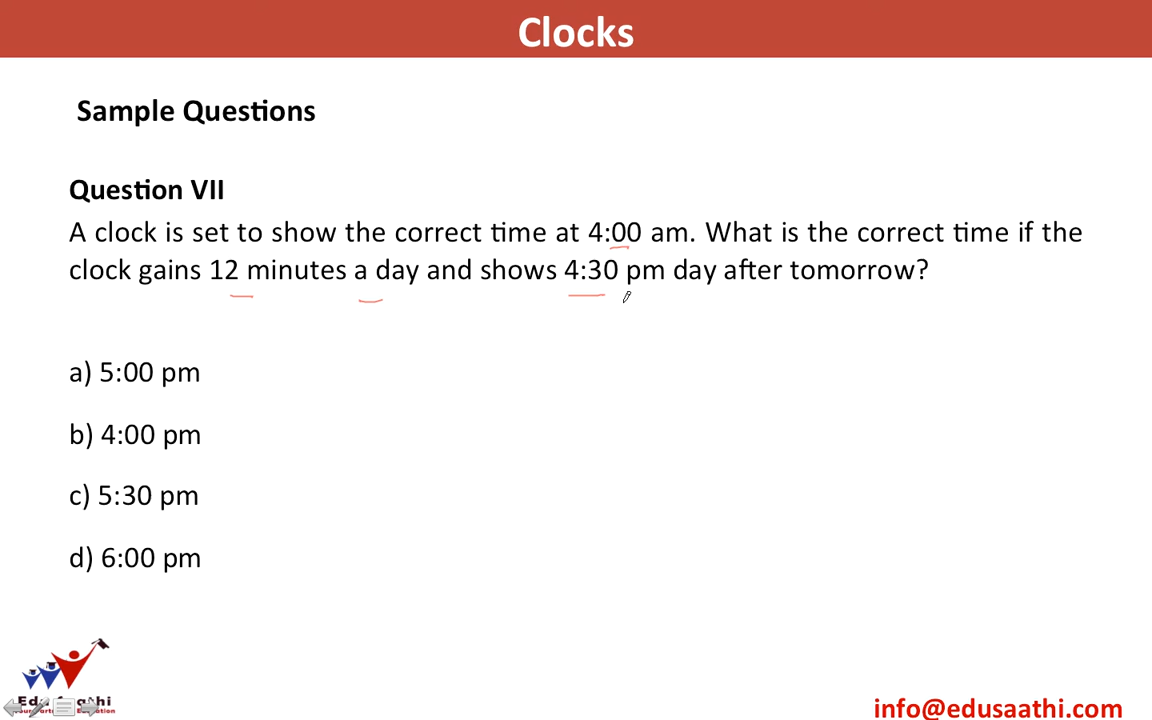 Clocks
Sample Questions
Question VII
A clock is set to show the correct time at 4:00 am. What is the correct time if the
clock gains 12 minutes a day and shows 4:30 pm day after tomorrow?
a) 5:00 pm
b) 4:00 pm
c) 5:30 pm
d) 6:00 pm
info@edusaathi.com